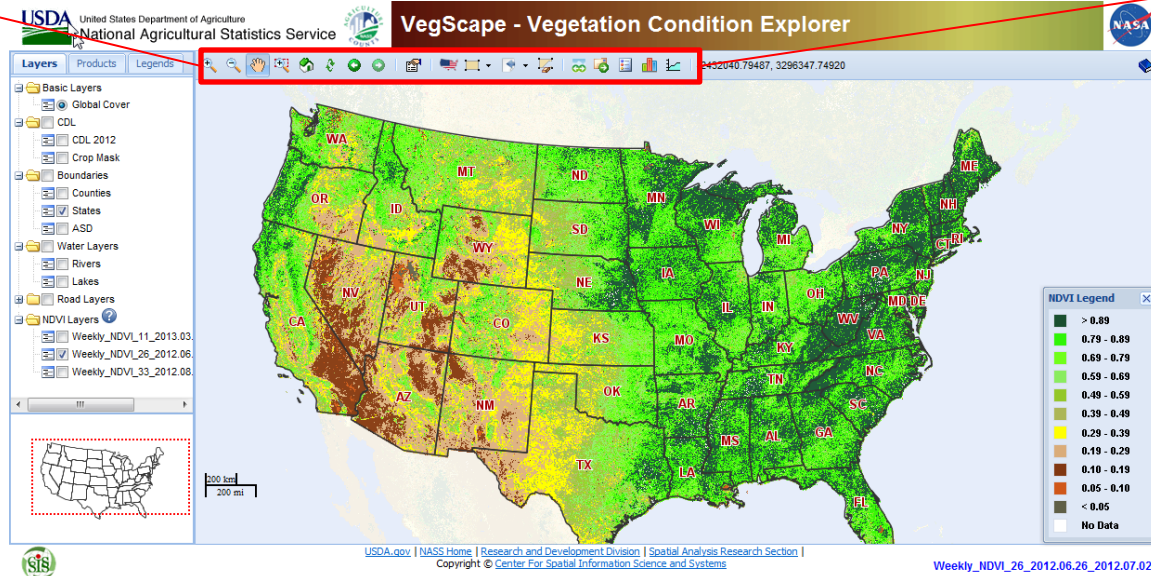 USDA United States Department of Agriculture
National Agricultural Statistics Service
AGRICULTURE COUNTS
VegScape - Vegetation Condition Explorer
NASA
Layers Products Legends
2432040.79487, 3296347.74920
Basic Layers
Global Cover
CDL
CDL 2012
Crop Mask
Boundaries
Counties
States
ASD
Water Layers
Rivers
Lakes
Road Layers
NDVI Layers ?
Weekly_NDVI_11_2013.03.
Weekly_NDVI_26_2012.06.
Weekly_NDVI_33_2012.08.
WA
MT
ND
MN
ME
OR
ID
SD
WI
MI
NY
NH
WY
CT
RI
NV
UT
NE
IA
PA
NJ
CA
CO
IL
IN
OH
MD
DE
KS
MO
WV
VA
KY
AZ
NM
OK
TN
NC
AR
SC
TX
MS
AL
GA
LA
FL
200 km
200 mi
NDVI Legend
> 0.89
0.79 - 0.89
0.69 - 0.79
0.59 - 0.69
0.49 - 0.59
0.39 - 0.49
0.29 - 0.39
0.19 - 0.29
0.10 - 0.19
0.05 - 0.10
< 0.05
No Data
SIS
USDA.gov | NASS Home | Research and Development Division | Spatial Analysis Research Section |
Copyright © Center For Spatial Information Science and Systems
Weekly_NDVI_26_2012.06.26_2012.07.02